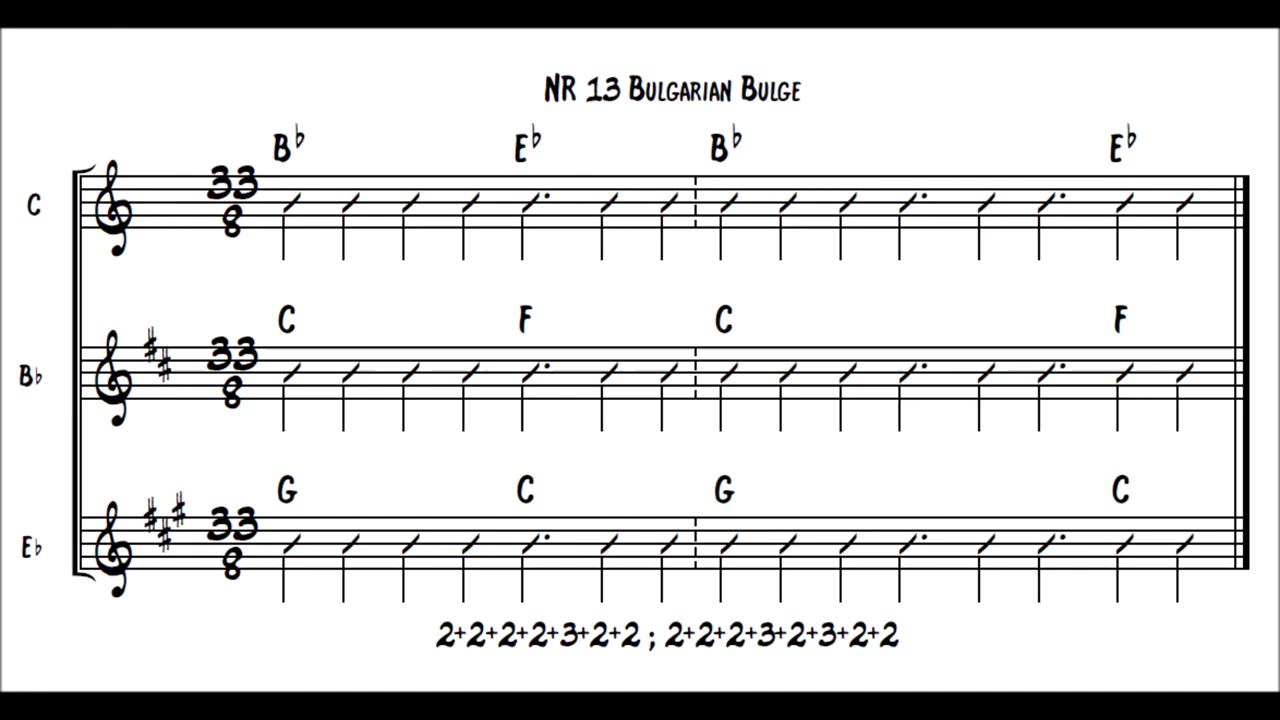 NR 13 BULGARIAN BULGE
B♭ E♭ B♭ E♭
C 33
8
C F C F
B♭ 33
8
G C G C
E♭ 33
8
2+2+2+2+3+2+2 ; 2+2+2+3+2+3+2+2